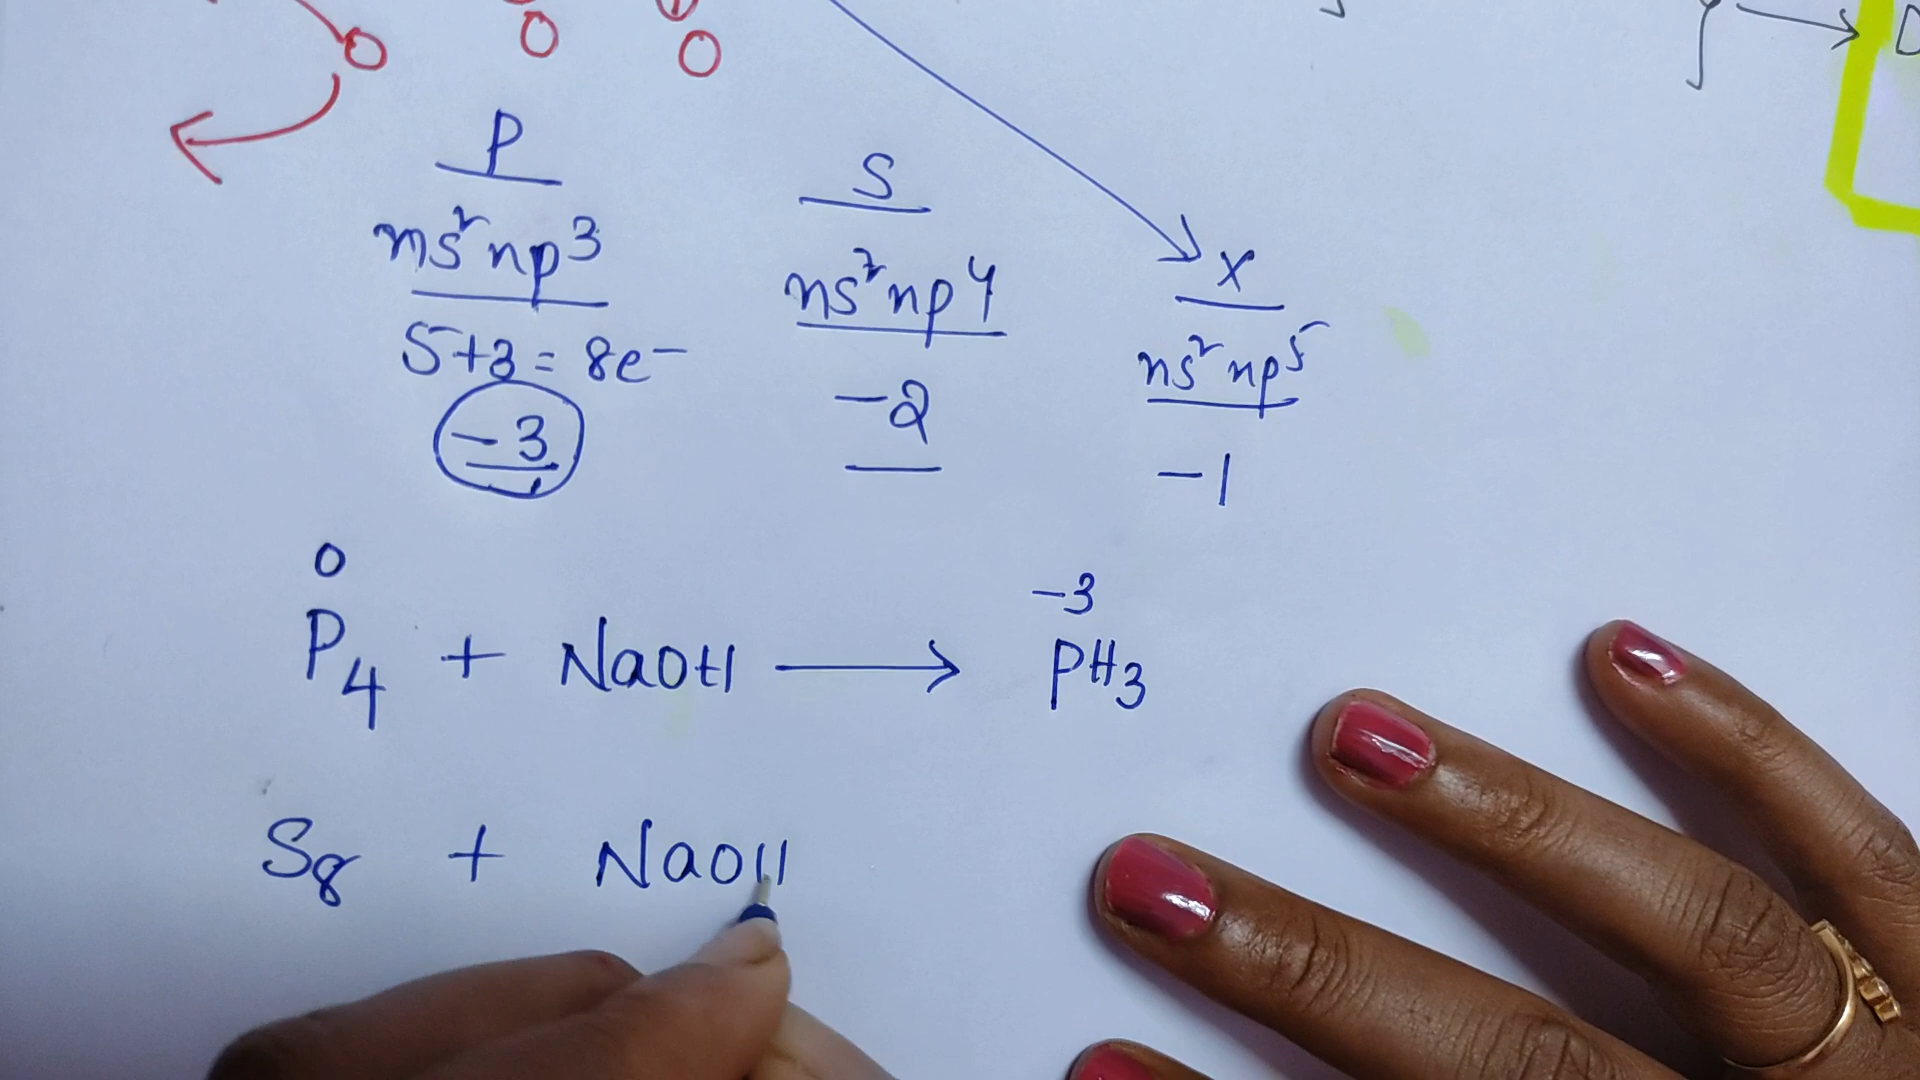 O O O
D
P S X
ns²np³ ns²np⁴ ns²np⁵
5+3 = 8e⁻ -2 -1
-3
0 -3
P₄ + NaOH ⟶ PH₃
S₈ + NaOH